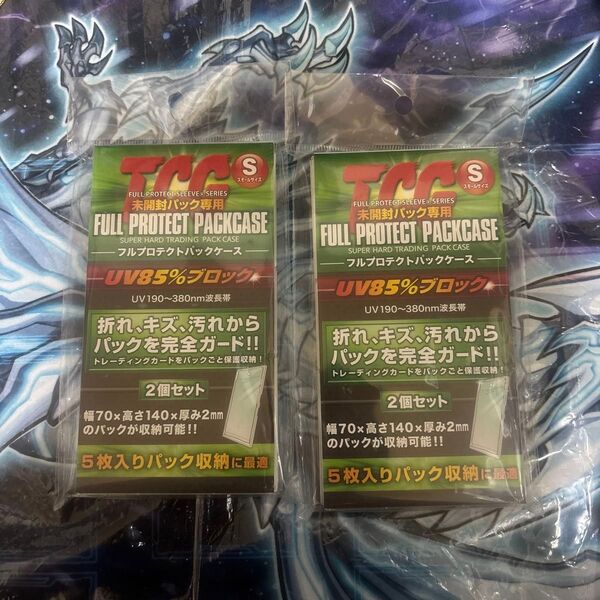 TCG
S
スモールサイズ
FULL PROTECT SLEEVE SERIES
未開封パック専用
FULL PROTECT PACKCASE
SUPER HARD TRADING PACK CASE
フルプロテクトパックケース
UV85%ブロック
UV190〜380nm波長帯
折れ、キズ、汚れから
パックを完全ガード!!
トレーディングカードをパックごと保護収納!
2個セット
幅70×高さ140×厚み2mm
のパックが収納可能!!
5枚入りパック収納に最適
TCG
S
スモールサイズ
FULL PROTECT SLEEVE SERIES
未開封パック専用
FULL PROTECT PACKCASE
SUPER HARD TRADING PACK CASE
フルプロテクトパックケース
UV85%ブロック
UV190〜380nm波長帯
折れ、キズ、汚れから
パックを完全ガード!!
トレーディングカードをパックごと保護収納!
2個セット
幅70×高さ140×厚み2mm
のパックが収納可能!!
5枚入りパック収納に最適